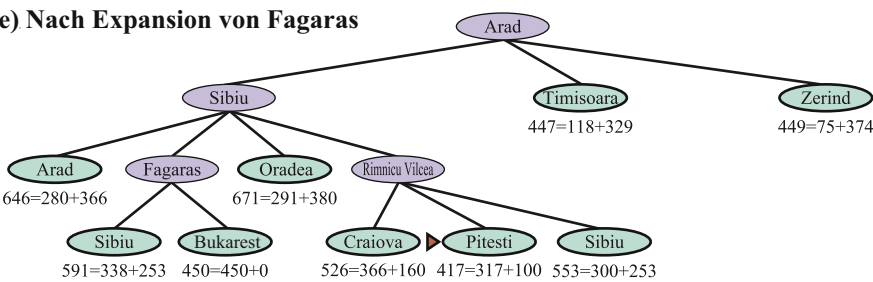 e) Nach Expansion von Fagaras
Arad
Sibiu
Timisoara
Zerind
447=118+329
449=75+374
Arad
Fagaras
Oradea
Rimnicu Vilcea
646=280+366
671=291+380
Sibiu
Bukarest
Craiova
Pitesti
Sibiu
591=338+253
450=450+0
526=366+160
417=317+100
553=300+253